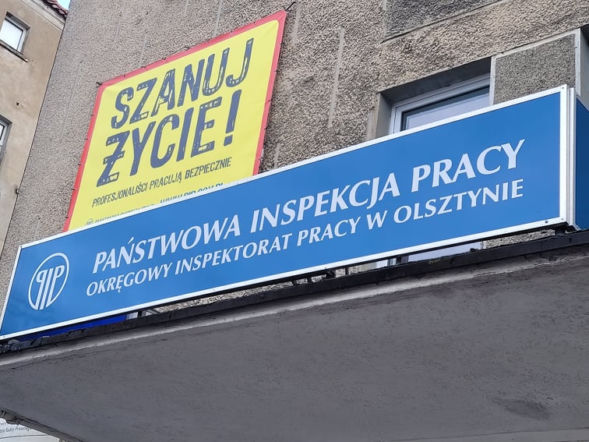 SZANUJ
ŻYCIE!
PROFESJONALIŚCI PRACUJĄ BEZPIECZNIE
PIP
PAŃSTWOWA INSPEKCJA PRACY
OKRĘGOWY INSPEKTORAT PRACY W OLSZTYNIE